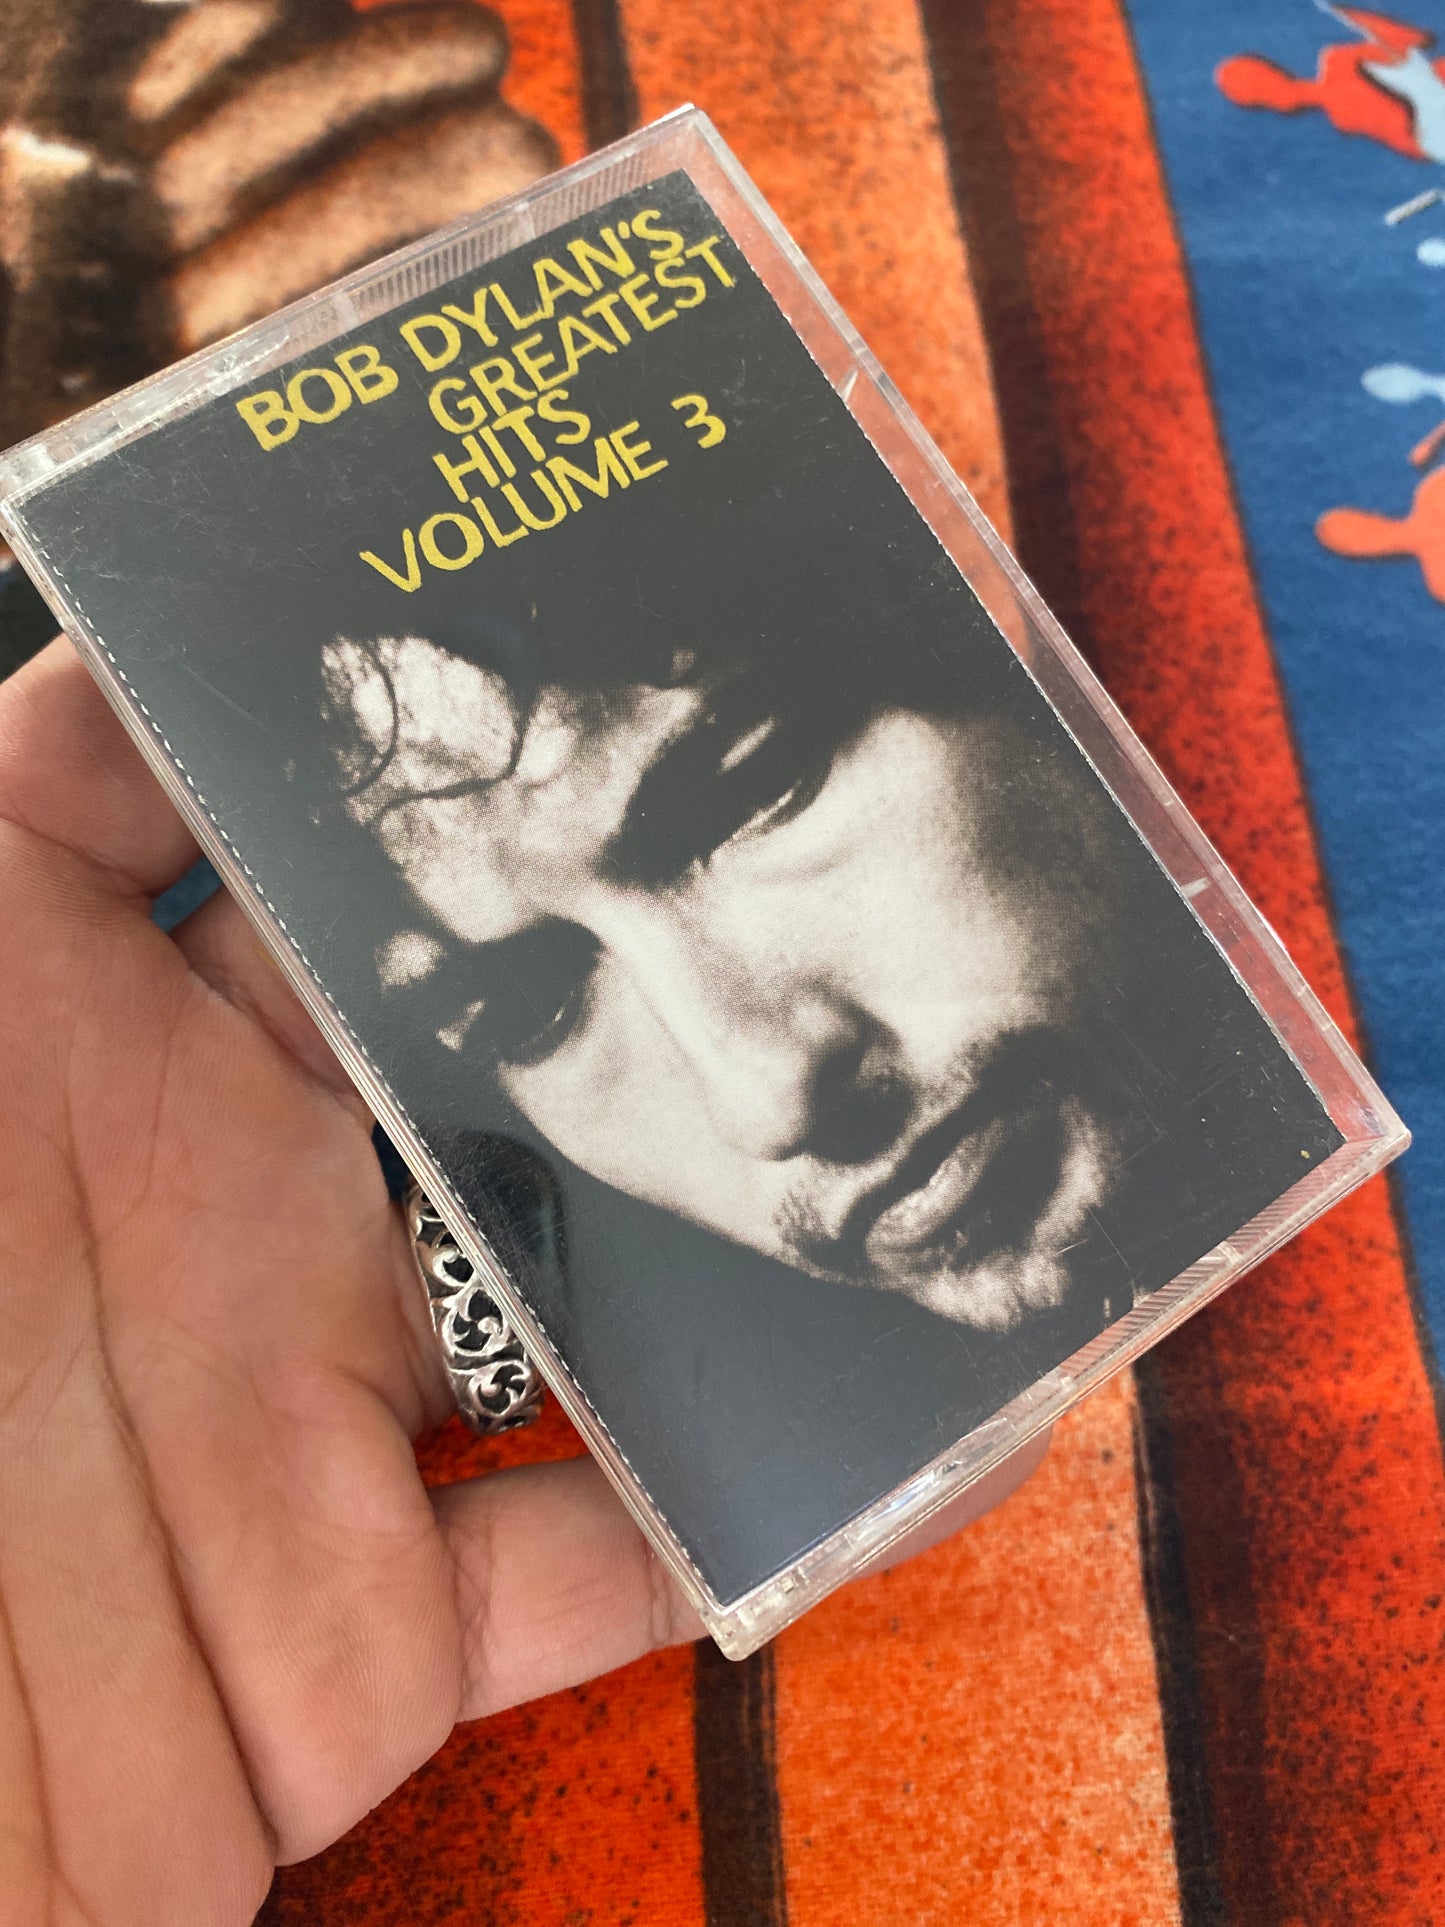 BOB DYLAN'S
GREATEST
HITS
VOLUME 3